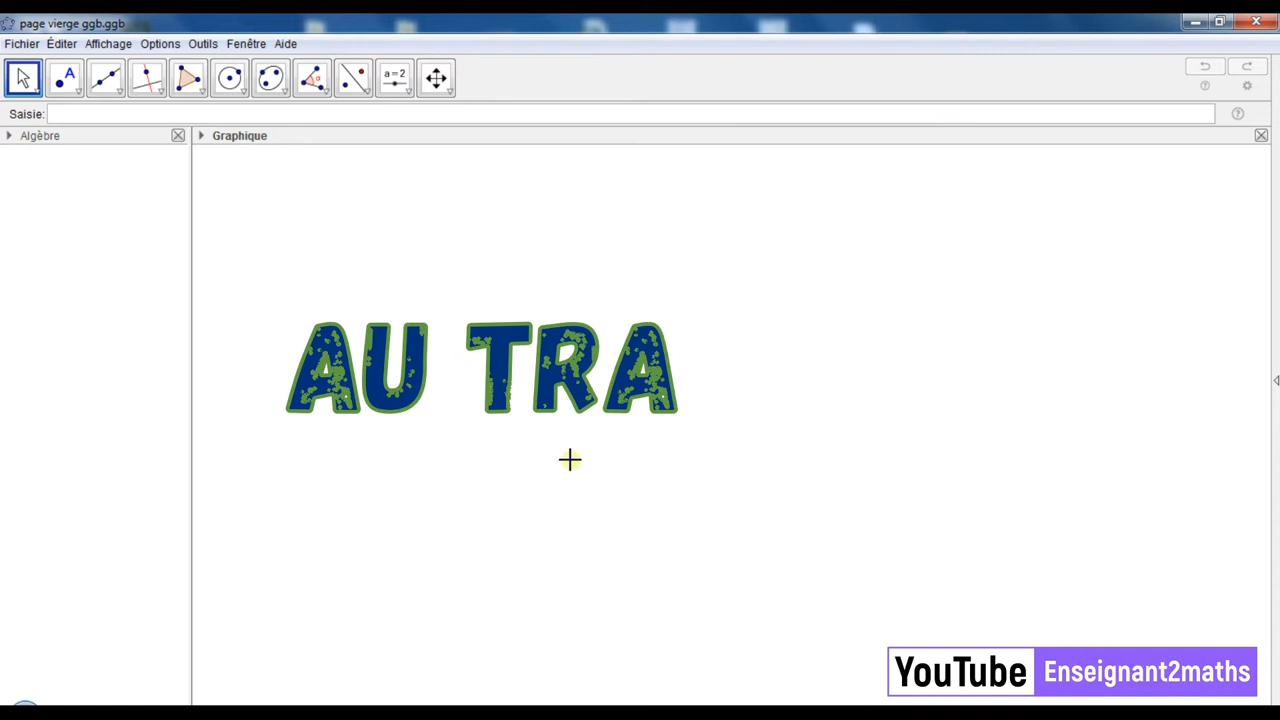 page vierge ggb.ggb
Fichier Éditer Affichage Options Outils Fenêtre Aide
A
α
a = 2
Saisie:
Algèbre
Graphique
AU TRA
YouTube Enseignant2maths